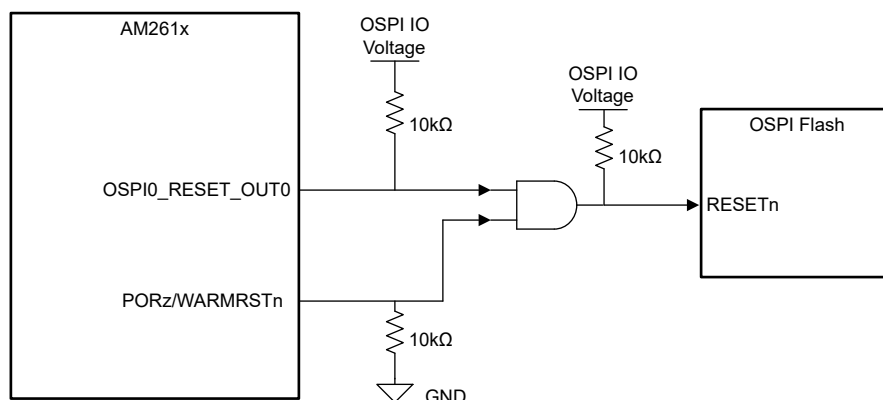 AM261x
OSPI IO
Voltage
10kΩ
OSPI IO
Voltage
10kΩ
OSPI Flash
OSPI0_RESET_OUT0
RESETn
PORz/WARMRSTn
10kΩ
GND